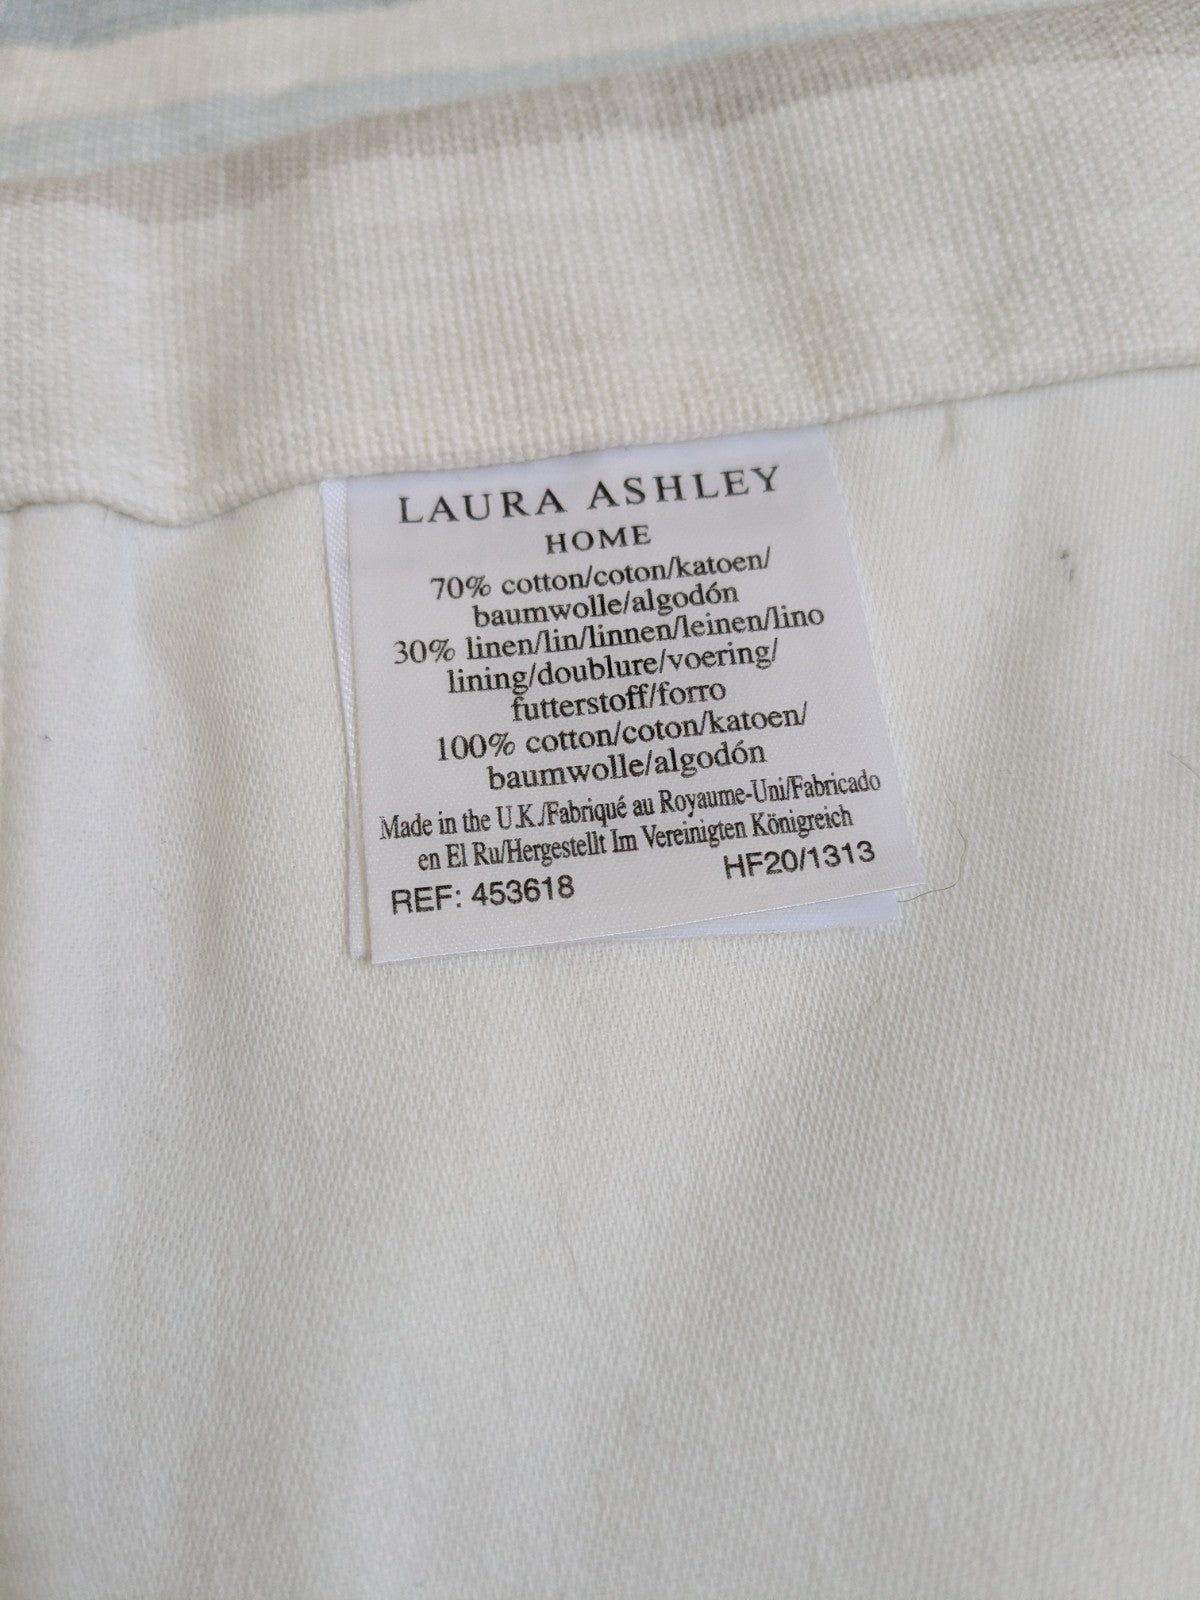 LAURA ASHLEY
HOME
70% cotton/coton/katoen/
baumwolle/algodón
30% linen/lin/linnen/leinen/lino
lining/doublure/voering/
futterstoff/forro
100% cotton/coton/katoen/
baumwolle/algodón
Made in the U.K./Fabriqué au Royaume-Uni/Fabricado
en El Ru/Hergestellt Im Vereinigten Königreich
REF: 453618 HF20/1313